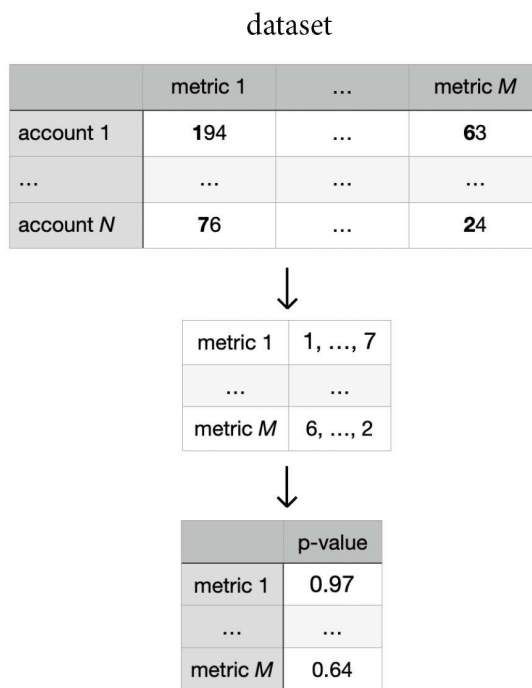 dataset
metric 1 … metric M
account 1 194 … 63
… … … …
account N 76 … 24
metric 1 1, …, 7
… …
metric M 6, …, 2
p-value
metric 1 0.97
… …
metric M 0.64